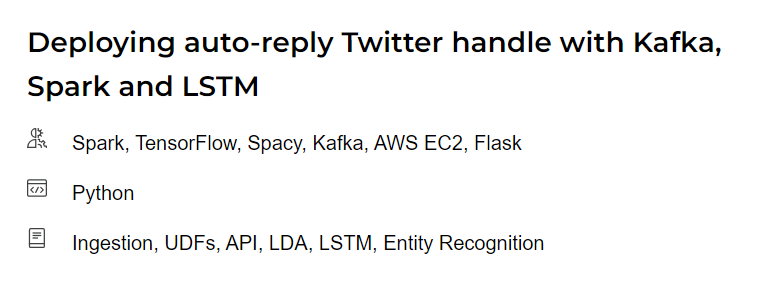 Deploying auto-reply Twitter handle with Kafka,
Spark and LSTM
Spark, TensorFlow, Spacy, Kafka, AWS EC2, Flask
Python
Ingestion, UDFs, API, LDA, LSTM, Entity Recognition